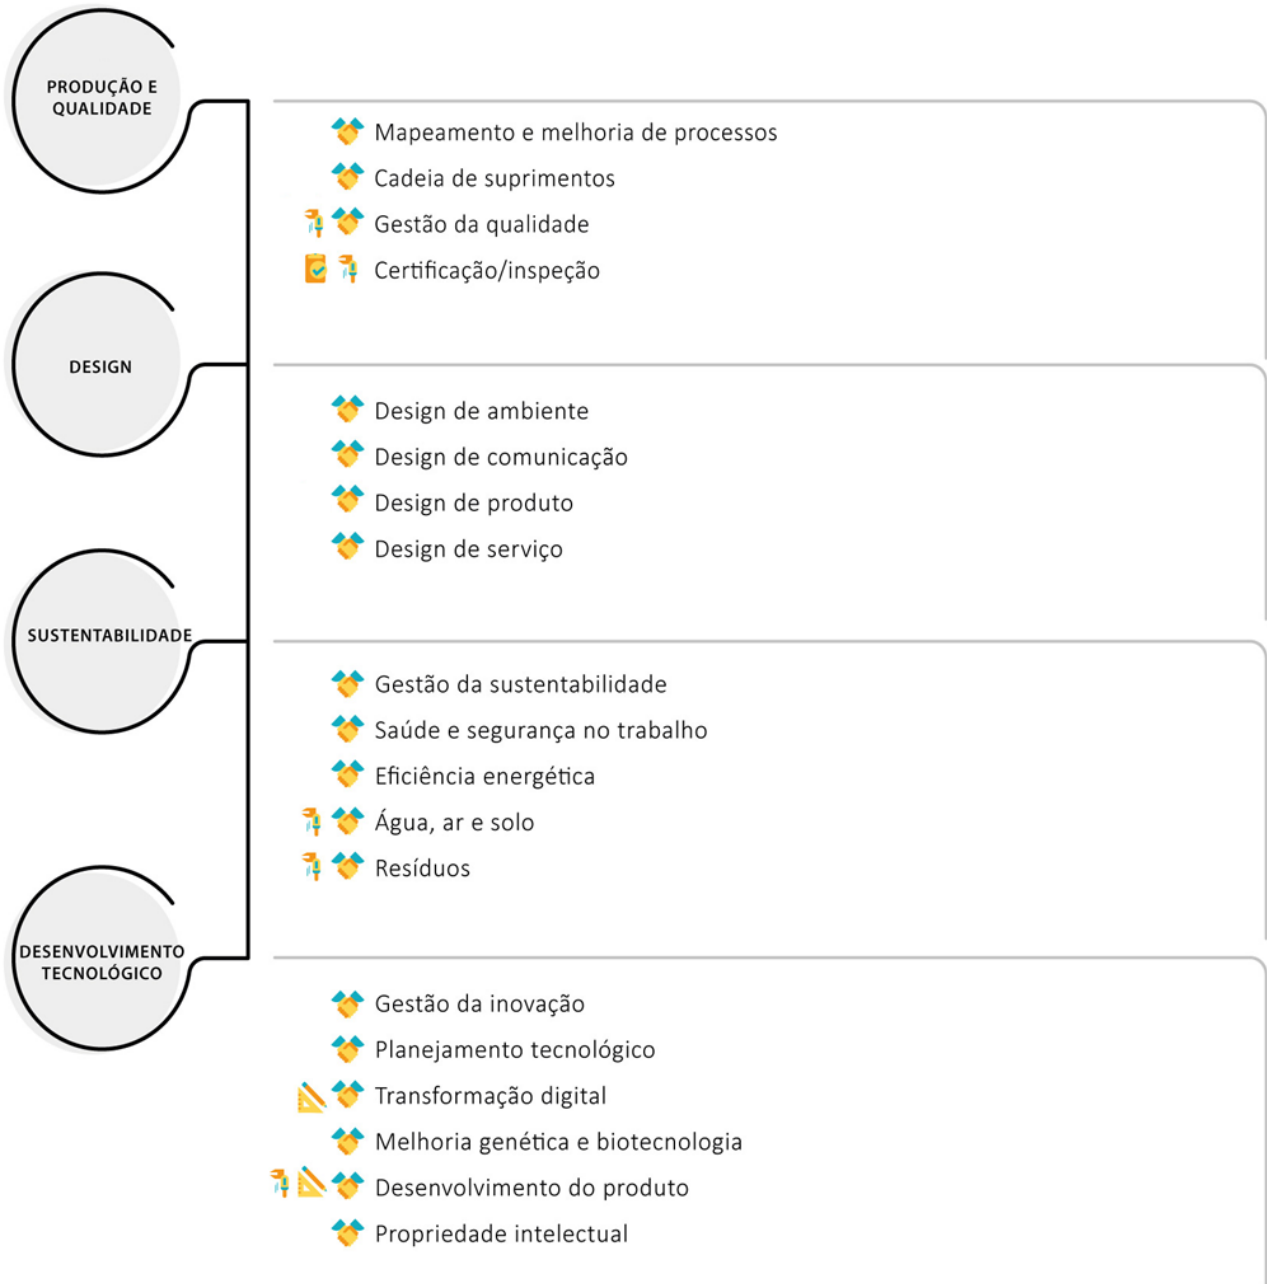 PRODUÇÃO E
QUALIDADE
Mapeamento e melhoria de processos
Cadeia de suprimentos
Gestão da qualidade
Certificação/inspeção
DESIGN
Design de ambiente
Design de comunicação
Design de produto
Design de serviço
SUSTENTABILIDADE
Gestão da sustentabilidade
Saúde e segurança no trabalho
Eficiência energética
Água, ar e solo
Resíduos
DESENVOLVIMENTO
TECNOLÓGICO
Gestão da inovação
Planejamento tecnológico
Transformação digital
Melhoria genética e biotecnologia
Desenvolvimento do produto
Propriedade intelectual